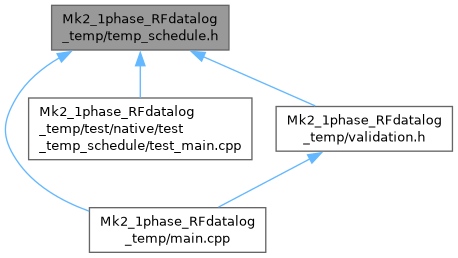 Mk2_1phase_RFdatalog
_temp/temp_schedule.h
Mk2_1phase_RFdatalog
_temp/test/native/test
_temp_schedule/test_main.cpp
Mk2_1phase_RFdatalog
_temp/validation.h
Mk2_1phase_RFdatalog
_temp/main.cpp